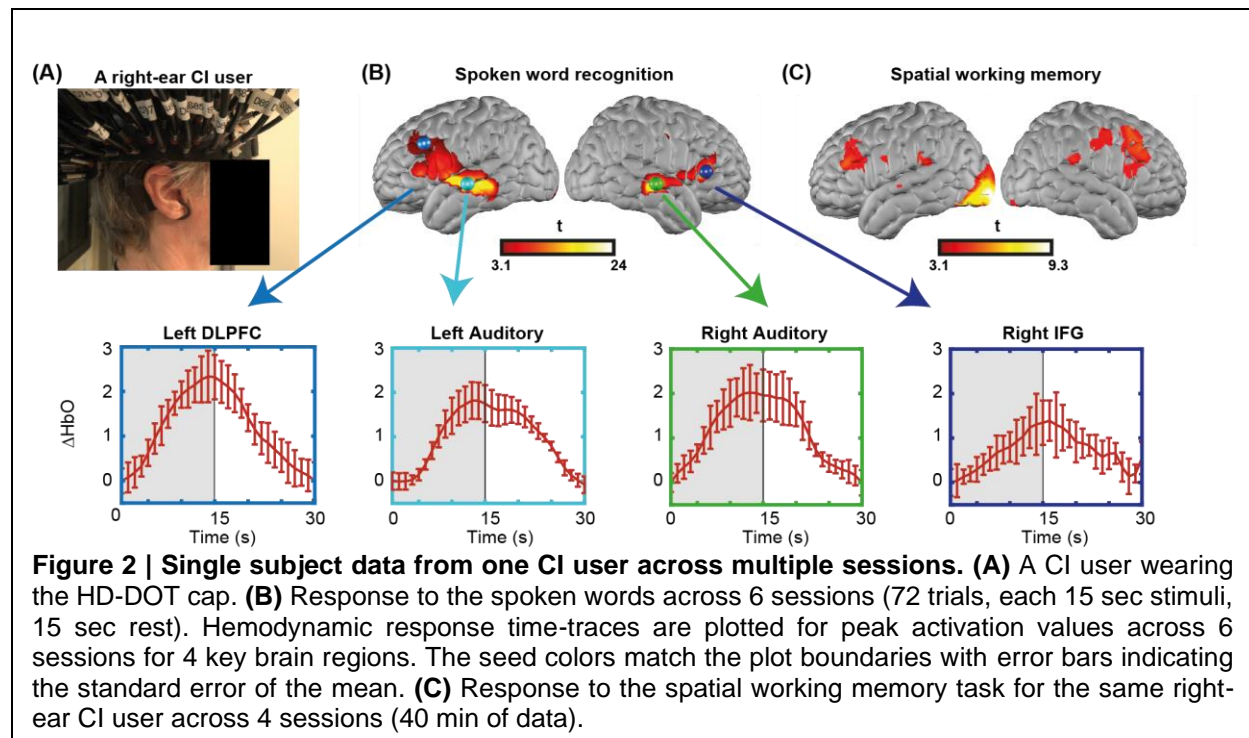 (A)
A right-ear CI user
(B)
Spoken word recognition
(C)
Spatial working memory
t
3.1 24
t
3.1 9.3
Left DLPFC
Left Auditory
Right Auditory
Right IFG
ΔHbO
3
2
1
0
0 15 30
Time (s)
3
2
1
0
0 15 30
Time (s)
3
2
1
0
0 15 30
Time (s)
3
2
1
0
0 15 30
Time (s)
Figure 2 | Single subject data from one CI user across multiple sessions. (A) A CI user wearing
the HD-DOT cap. (B) Response to the spoken words across 6 sessions (72 trials, each 15 sec stimuli,
15 sec rest). Hemodynamic response time-traces are plotted for peak activation values across 6
sessions for 4 key brain regions. The seed colors match the plot boundaries with error bars indicating
the standard error of the mean. (C) Response to the spatial working memory task for the same right-
ear CI user across 4 sessions (40 min of data).